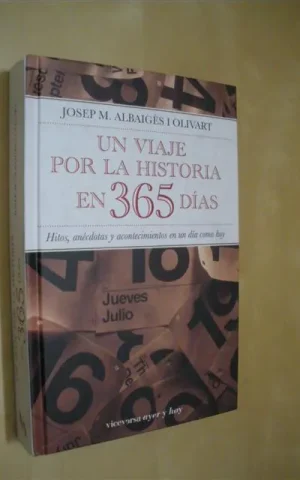 JOSEP M. ALBAIGÈS I OLIVART
UN VIAJE
POR LA HISTORIA
EN 365 DÍAS
Hitos, anécdotas y acontecimientos en un día como hoy
Jueves
Julio
16
viceversa ayer y hoy